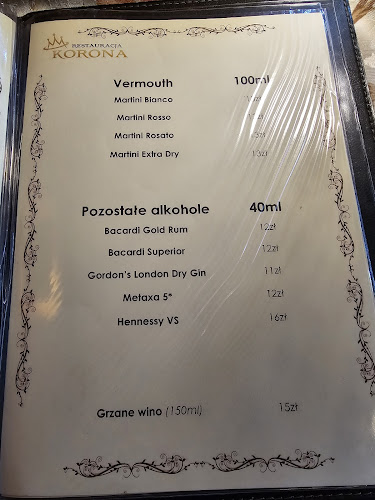 RESTAURACJA
KORONA
Vermouth 100ml
Martini Bianco
Martini Rosso
Martini Rosato
Martini Extra Dry 13zł
Pozostałe alkohole 40ml
Bacardi Gold Rum 12zł
Bacardi Superior 12zł
Gordon's London Dry Gin 11zł
Metaxa 5* 12zł
Hennessy VS 16zł
Grzane wino (150ml) 15zł